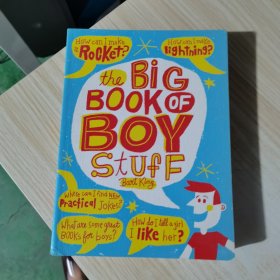 How can I make
a ROCKET?
How can I make
lightning?
the BIG
BOOK OF
BOY
STUFF
Bart King
Where can I find NEW
Practical Jokes?
What are some great
BOOKS for boys?
How do I tell a girl
I like her?